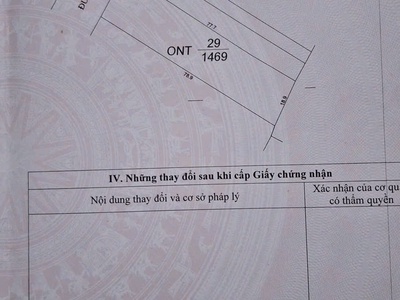 77.7
ONT 29
1469
79.9
18.9
IV. Những thay đổi sau khi cấp Giấy chứng nhận
Nội dung thay đổi và cơ sở pháp lý
Xác nhận của cơ qu
có thẩm quyền